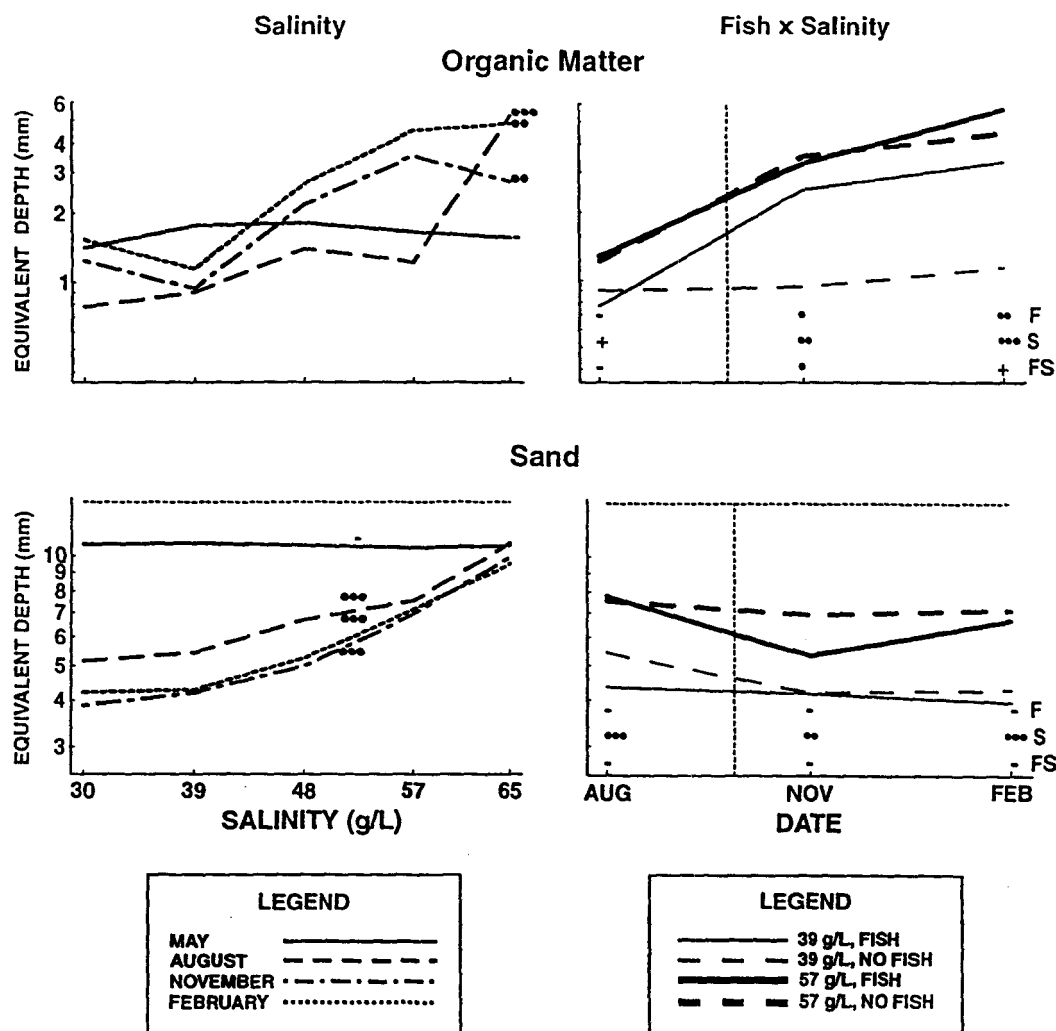 Salinity
Fish x Salinity
Organic Matter
EQUIVALENT DEPTH (mm)
6
4
3
2
1
- • •• F
+ •• ••• S
- • + FS
••• 
••
••
Sand
EQUIVALENT DEPTH (mm)
10
9
8
7
6
5
4
3
-
•••
•••
•••
- - - F
••• •• ••• S
- - - FS
30 39 48 57 65
SALINITY (g/L)
AUG NOV FEB
DATE
LEGEND
MAY
AUGUST
NOVEMBER
FEBRUARY
LEGEND
39 g/L, FISH
39 g/L, NO FISH
57 g/L, FISH
57 g/L, NO FISH